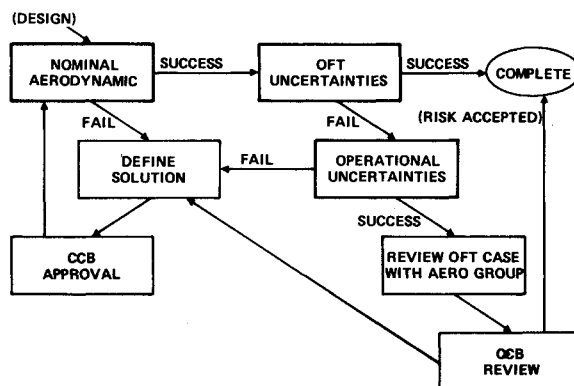 (DESIGN)
NOMINAL
AERODYNAMIC
SUCCESS
OFT
UNCERTAINTIES
SUCCESS
COMPLETE
FAIL
FAIL
(RISK ACCEPTED)
DEFINE
SOLUTION
FAIL
OPERATIONAL
UNCERTAINTIES
SUCCESS
CCB
APPROVAL
REVIEW OFT CASE
WITH AERO GROUP
REVIEW